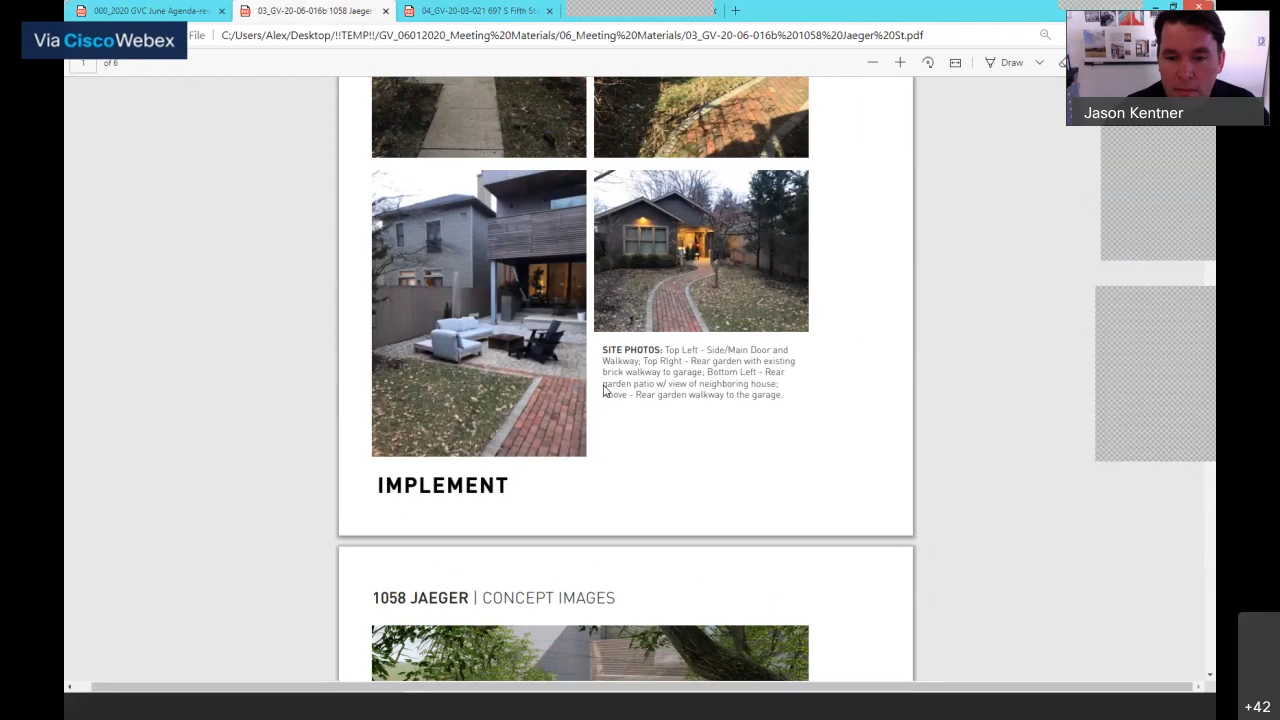 000_2020 GVC June Agenda-rev
03_GV-20-06-016b 1058 Jaeger
04_GV-20-03-021 697 S Fifth St
Via Cisco Webex
File
C:/Users/Alex/Desktop/!!TEMP!!/GV_06012020_Meeting%20Materials/06_Meeting%20Materials/03_GV-20-06-016b%201058%20Jaeger%20St.pdf
1 of 6
Draw
Jason Kentner
SITE PHOTOS: Top Left - Side/Main Door and
Walkway; Top RIght - Rear garden with existing
brick walkway to garage; Bottom Left - Rear
garden patio w/ view of neighboring house;
- Rear garden walkway to the garage.
IMPLEMENT
1058 JAEGER | CONCEPT IMAGES
+42